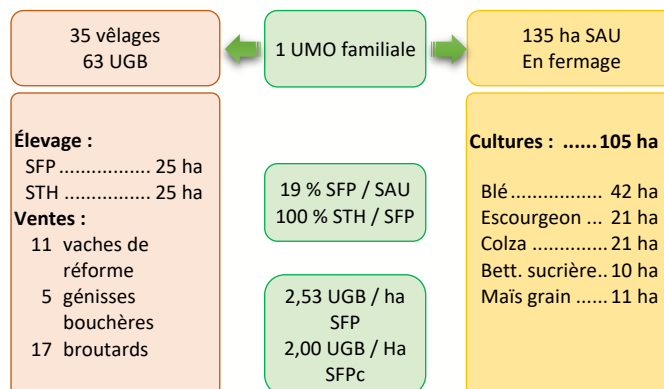 35 vêlages
63 UGB
1 UMO familiale
135 ha SAU
En fermage
Élevage :
SFP ................ 25 ha
STH ................ 25 ha
Ventes :
11 vaches de
réforme
5 génisses
bouchères
17 broutards
19 % SFP / SAU
100 % STH / SFP
2,53 UGB / ha
SFP
2,00 UGB / Ha
SFPc
Cultures : ...... 105 ha
Blé ................ 42 ha
Escourgeon ... 21 ha
Colza ............ 21 ha
Bett. sucrière.. 10 ha
Maïs grain ...... 11 ha